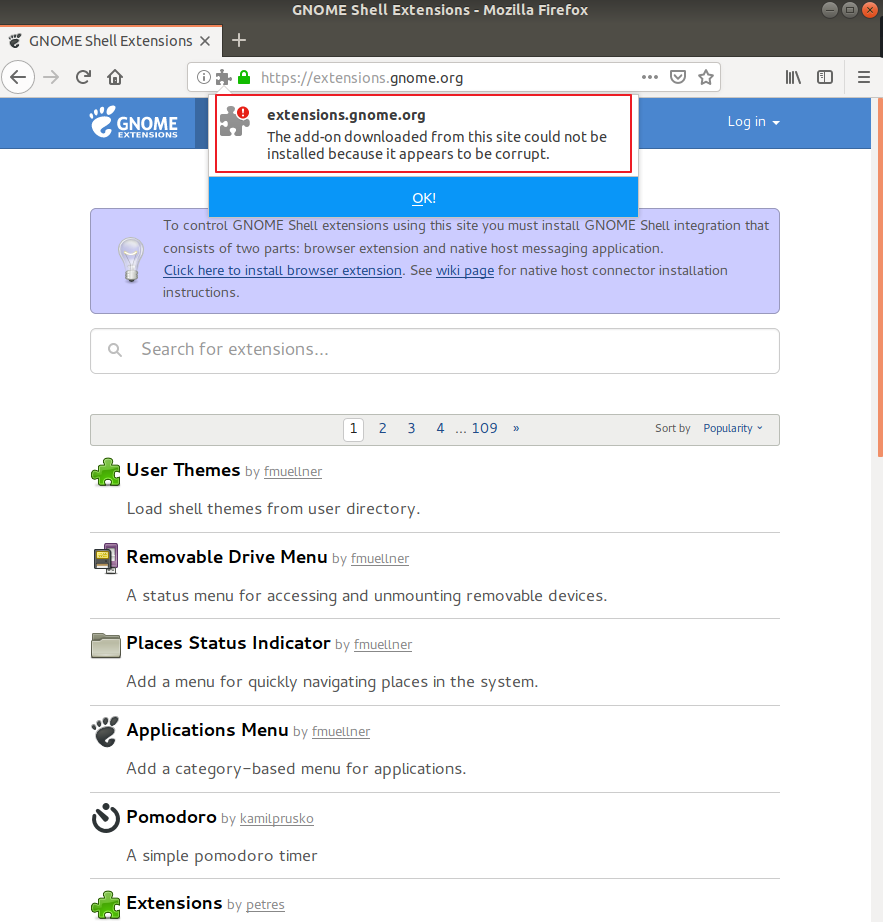 GNOME Shell Extensions - Mozilla Firefox
GNOME Shell Extensions
https://extensions.gnome.org
GNOME
EXTENSIONS
Log in
extensions.gnome.org
The add-on downloaded from this site could not be
installed because it appears to be corrupt.
OK!
To control GNOME Shell extensions using this site you must install GNOME Shell integration that
consists of two parts: browser extension and native host messaging application.
Click here to install browser extension. See wiki page for native host connector installation
instructions.
Search for extensions...
1 2 3 4 ... 109 » Sort by Popularity
User Themes by fmuellner
Load shell themes from user directory.
Removable Drive Menu by fmuellner
A status menu for accessing and unmounting removable devices.
Places Status Indicator by fmuellner
Add a menu for quickly navigating places in the system.
Applications Menu by fmuellner
Add a category-based menu for applications.
Pomodoro by kamilprusko
A simple pomodoro timer
Extensions by petres